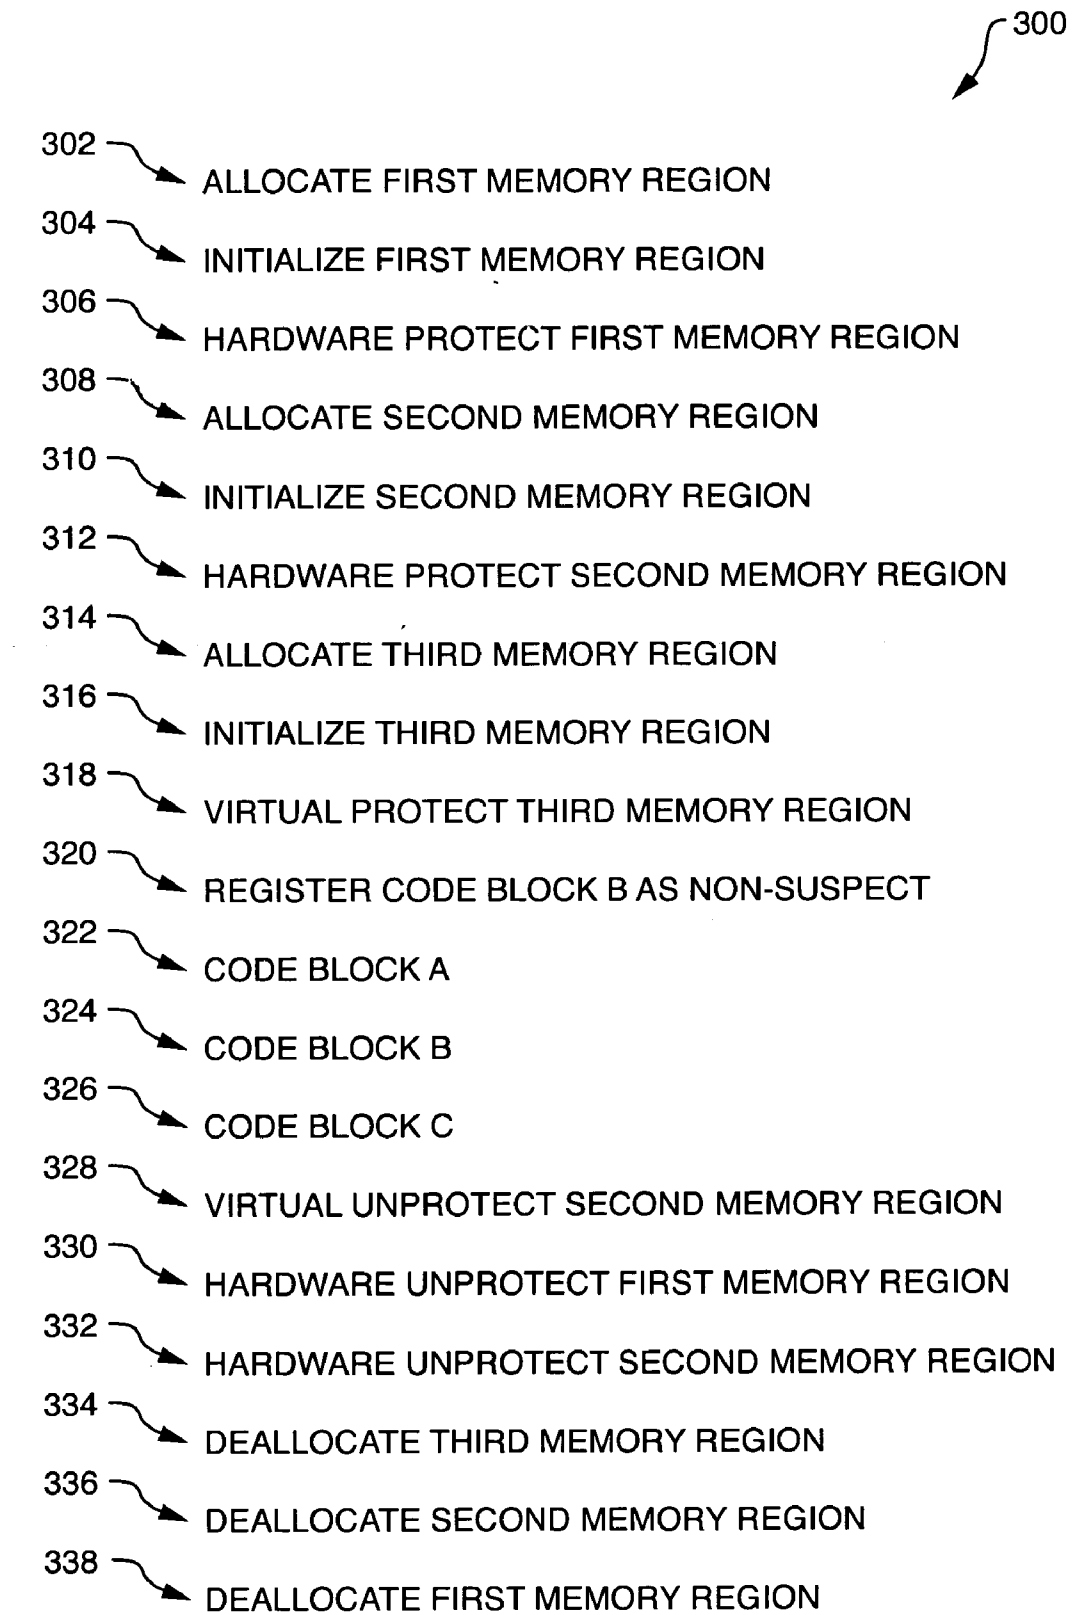 300
302
ALLOCATE FIRST MEMORY REGION
304
INITIALIZE FIRST MEMORY REGION
306
HARDWARE PROTECT FIRST MEMORY REGION
308
ALLOCATE SECOND MEMORY REGION
310
INITIALIZE SECOND MEMORY REGION
312
HARDWARE PROTECT SECOND MEMORY REGION
314
ALLOCATE THIRD MEMORY REGION
316
INITIALIZE THIRD MEMORY REGION
318
VIRTUAL PROTECT THIRD MEMORY REGION
320
REGISTER CODE BLOCK B AS NON-SUSPECT
322
CODE BLOCK A
324
CODE BLOCK B
326
CODE BLOCK C
328
VIRTUAL UNPROTECT SECOND MEMORY REGION
330
HARDWARE UNPROTECT FIRST MEMORY REGION
332
HARDWARE UNPROTECT SECOND MEMORY REGION
334
DEALLOCATE THIRD MEMORY REGION
336
DEALLOCATE SECOND MEMORY REGION
338
DEALLOCATE FIRST MEMORY REGION